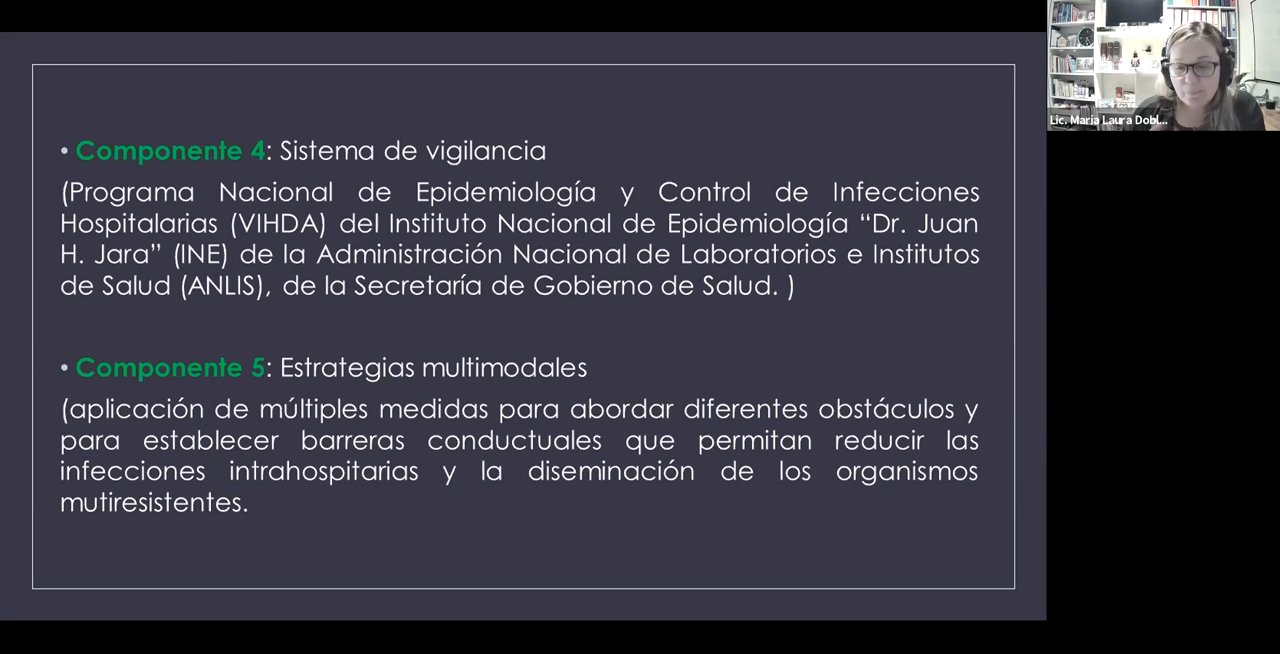 • Componente 4: Sistema de vigilancia
(Programa Nacional de Epidemiología y Control de Infecciones
Hospitalarias (VIHDA) del Instituto Nacional de Epidemiología “Dr. Juan
H. Jara” (INE) de la Administración Nacional de Laboratorios e Institutos
de Salud (ANLIS), de la Secretaría de Gobierno de Salud. )
• Componente 5: Estrategias multimodales
(aplicación de múltiples medidas para abordar diferentes obstáculos y
para establecer barreras conductuales que permitan reducir las
infecciones intrahospitarias y la diseminación de los organismos
mutiresistentes.
Lic. Maria Laura Dobl...